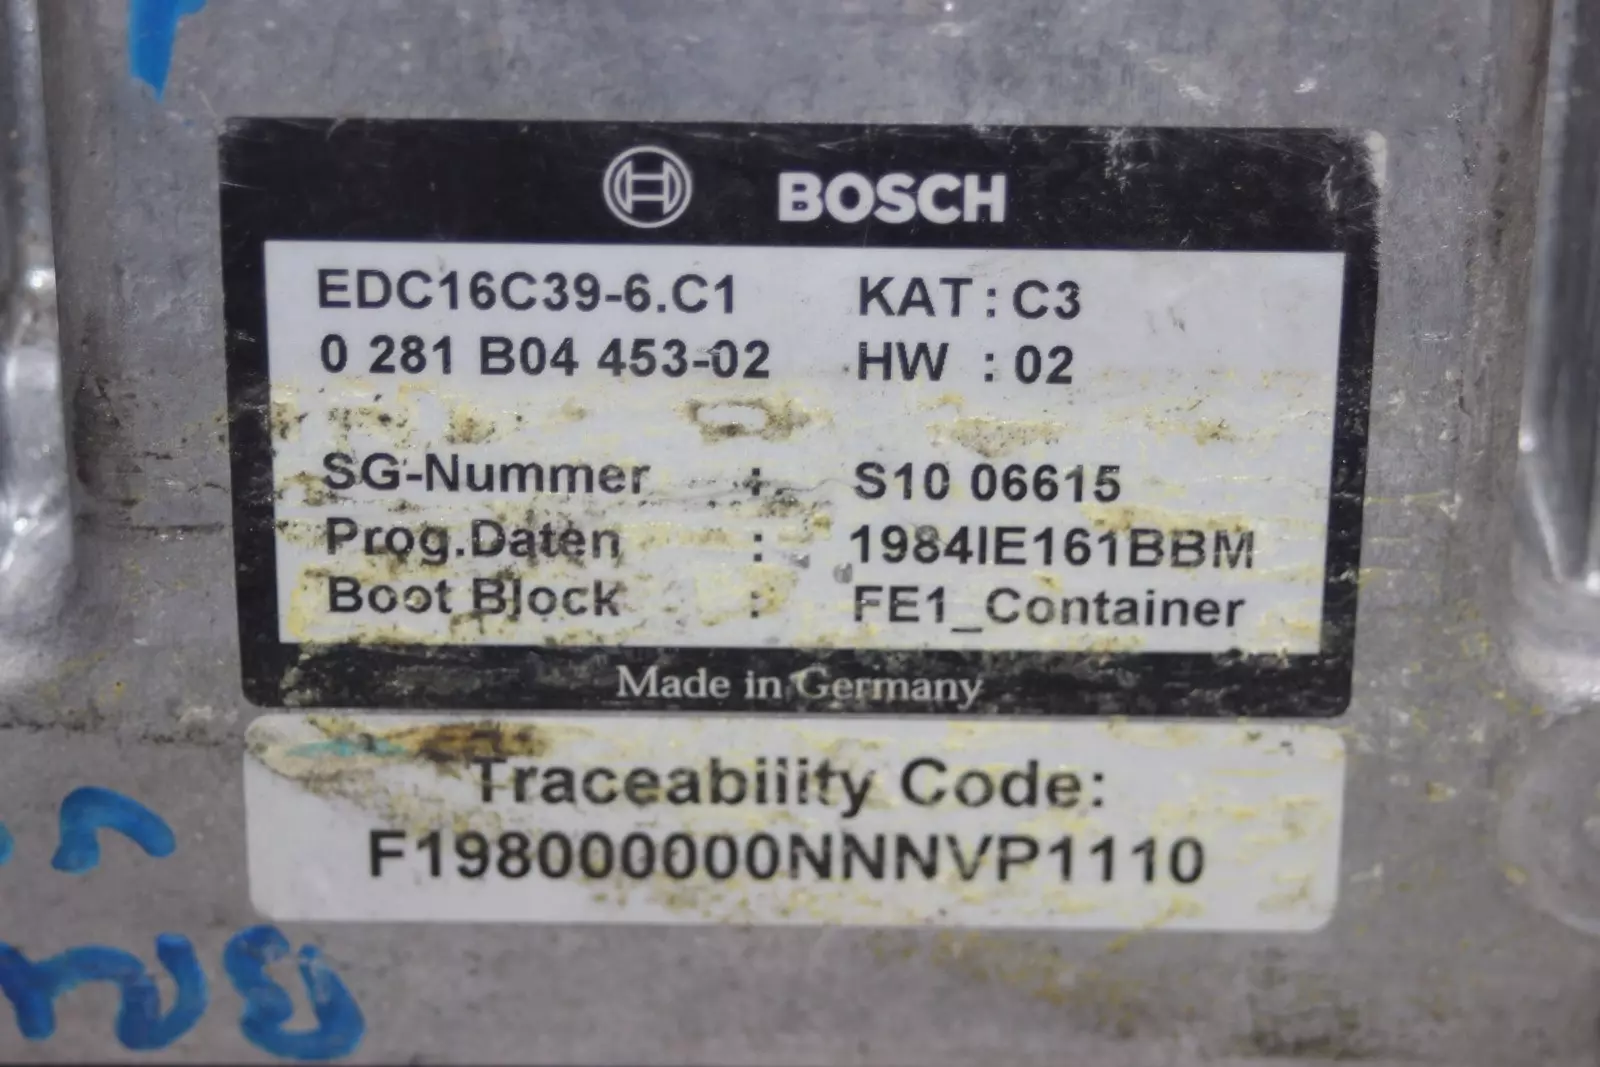 BOSCH
EDC16C39-6.C1 KAT : C3
0 281 B04 453-02 HW : 02
SG-Nummer : S10 06615
Prog.Daten : 1984IE161BBM
Boot Block : FE1_Container
Made in Germany
Traceability Code:
F198000000NNNVP1110